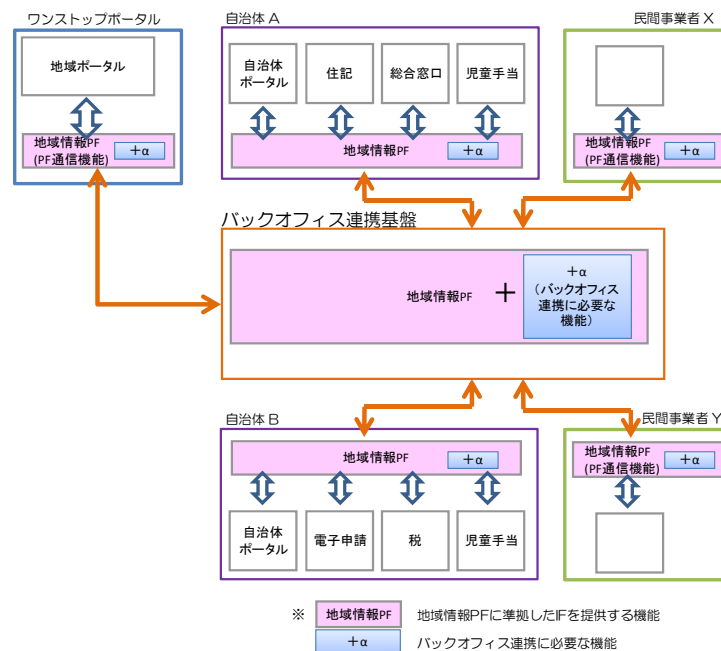 ワンストップポータル
地域ポータル
地域情報PF
(PF通信機能)
＋α
自治体 A
自治体
ポータル
住記
総合窓口
児童手当
地域情報PF
＋α
民間事業者 X
地域情報PF
(PF通信機能)
＋α
バックオフィス連携基盤
地域情報PF
＋
＋α
（バックオフィス
連携に必要な
機能）
自治体 B
地域情報PF
＋α
自治体
ポータル
電子申請
税
児童手当
民間事業者 Y
地域情報PF
(PF通信機能)
＋α
※ 地域情報PF 地域情報PFに準拠したIFを提供する機能
＋α バックオフィス連携に必要な機能